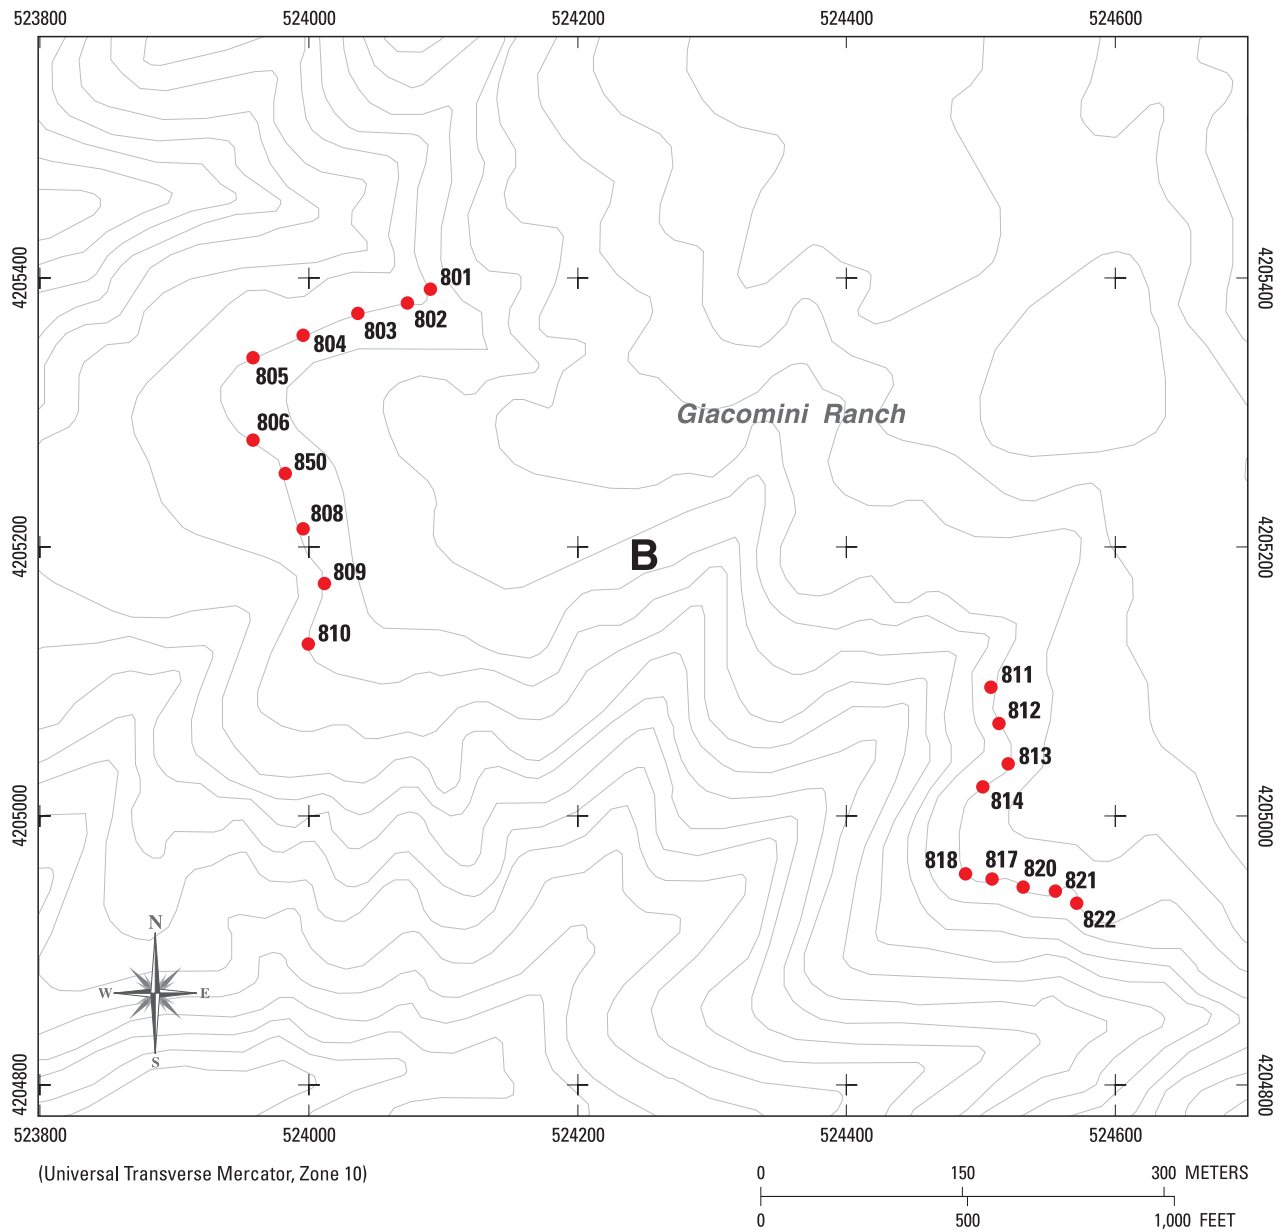 523800 524000 524200 524400 524600
4205400 4205400
801
802
803
804
805
806
Giacomini Ranch
850
808
4205200 B 4205200
809
810
811
812
813
814
4205000 4205000
818 817 820 821
822
N
W E
S
4204800 4204800
523800 524000 524200 524400 524600
(Universal Transverse Mercator, Zone 10)
0 150 300 METERS
0 500 1,000 FEET